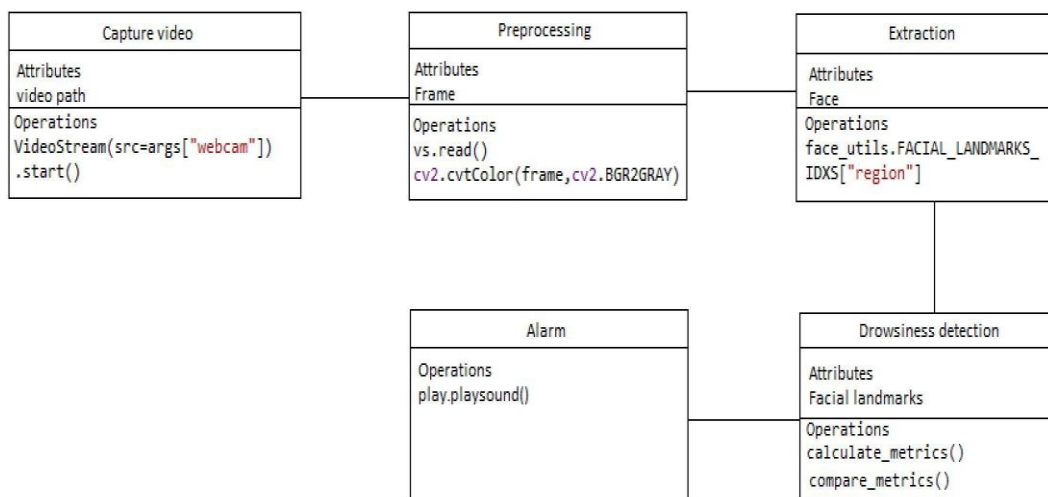 Capture video
Attributes
video path
Operations
VideoStream(src=args["webcam"])
.start()
Preprocessing
Attributes
Frame
Operations
vs.read()
cv2.cvtColor(frame,cv2.BGR2GRAY)
Extraction
Attributes
Face
Operations
face_utils.FACIAL_LANDMARKS_
IDXS["region"]
Alarm
Operations
play.playsound()
Drowsiness detection
Attributes
Facial landmarks
Operations
calculate_metrics()
compare_metrics()